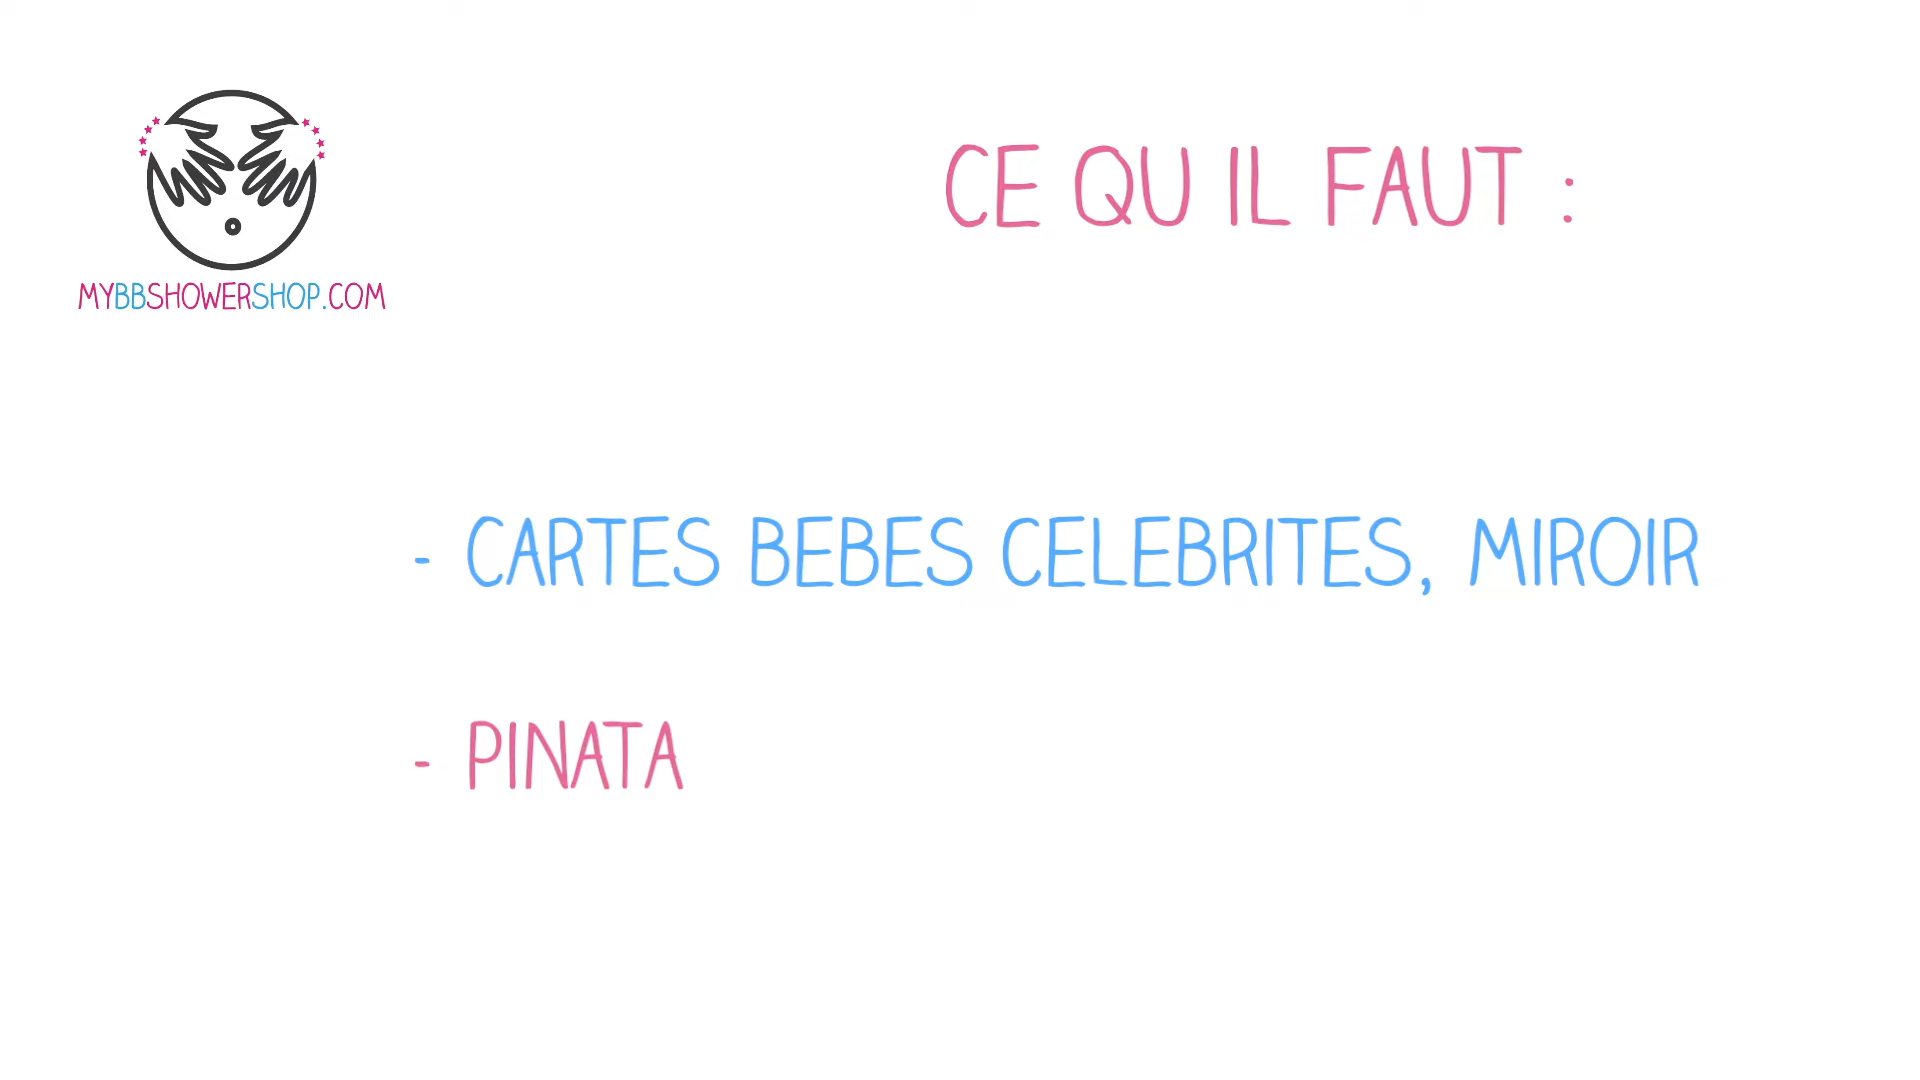 MYBBSHOWERSHOP.COM
CE QU IL FAUT :
- CARTES BEBES CELEBRITES, MIROIR
- PINATA